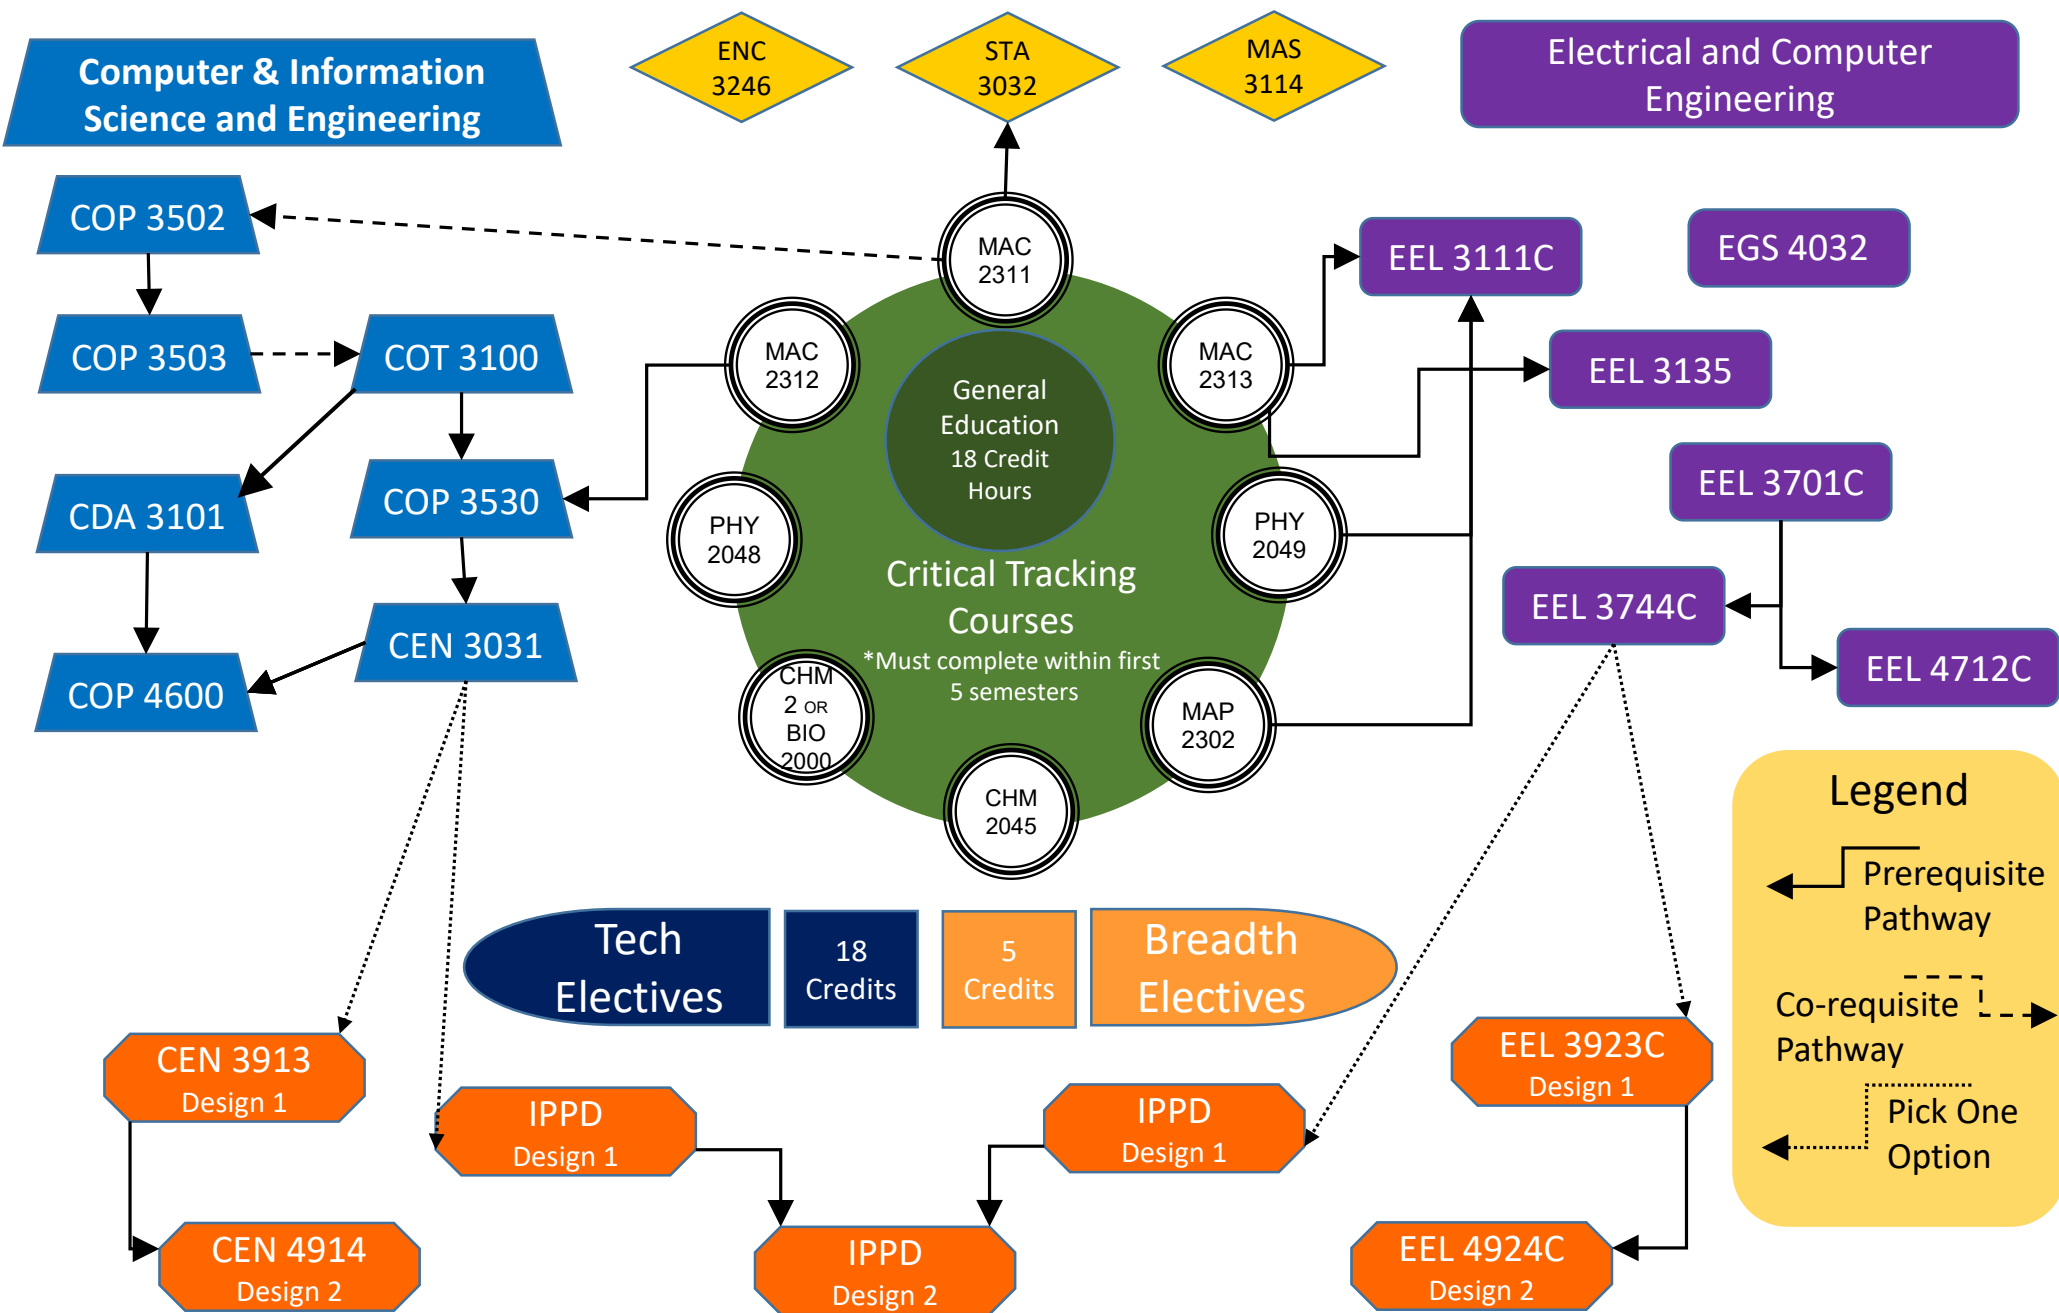 Computer & Information
Science and Engineering
ENC
3246
STA
3032
MAS
3114
Electrical and Computer
Engineering
COP 3502
MAC
2311
EEL 3111C
EGS 4032
COP 3503
COT 3100
MAC
2312
MAC
2313
EEL 3135
General
Education
18 Credit
Hours
CDA 3101
COP 3530
PHY
2048
PHY
2049
EEL 3701C
Critical Tracking
Courses
*Must complete within first
5 semesters
EEL 3744C
CEN 3031
COP 4600
EEL 4712C
CHM
2 OR
BIO
2000
MAP
2302
CHM
2045
Legend
Prerequisite
Pathway
Co-requisite
Pathway
Pick One
Option
Tech
Electives
18
Credits
5
Credits
Breadth
Electives
CEN 3913
Design 1
IPPD
Design 1
IPPD
Design 1
EEL 3923C
Design 1
CEN 4914
Design 2
IPPD
Design 2
EEL 4924C
Design 2